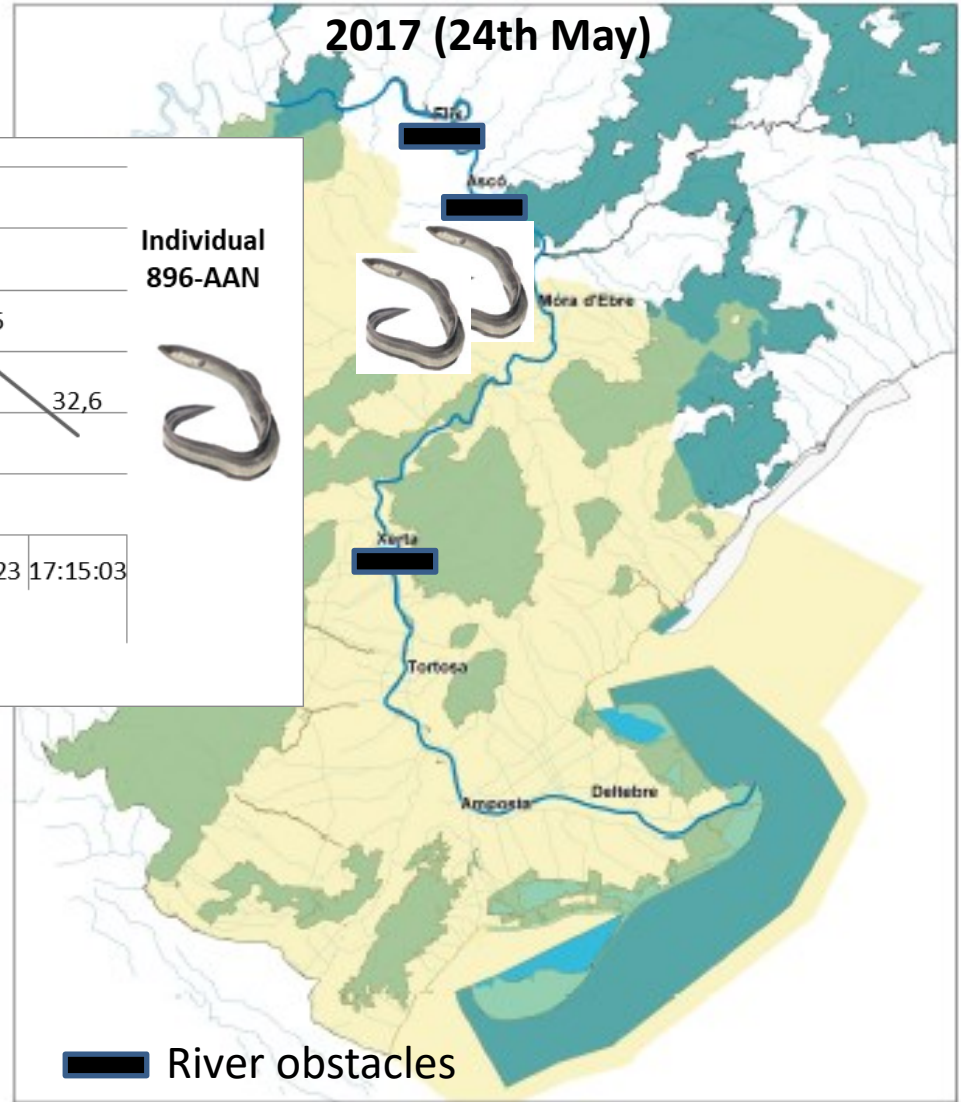 2017 (24th May)
Flix
Ascó
Individual
896-AAN
Móra d'Ebre
32,6
Xerta
17:15:03
Tortosa
Deltebre
Amposta
River obstacles